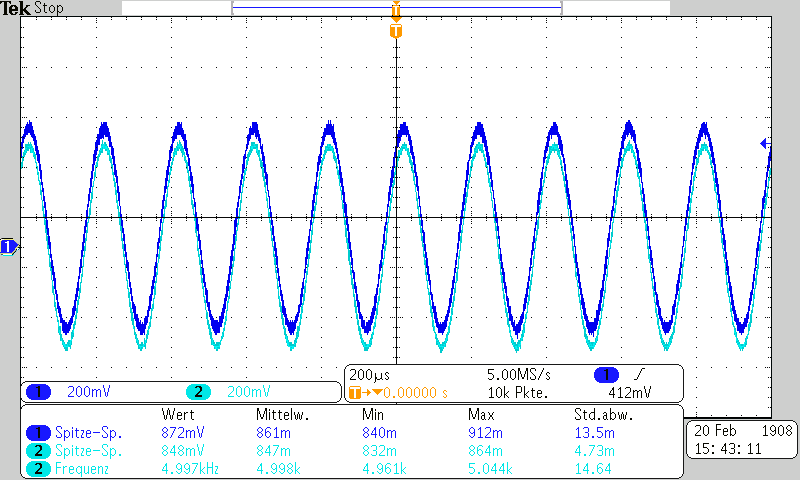 Tek Stop
T
T
1
200µs 5.00MS/s 1
T→▼0.00000 s 10k Pkte. 412mV
1 200mV 2 200mV
Wert Mittelw. Min Max Std.abw.
1 Spitze-Sp. 872mV 861m 840m 912m 13.5m
2 Spitze-Sp. 848mV 847m 832m 864m 4.73m
2 Frequenz 4.997kHz 4.998k 4.961k 5.044k 14.64
20 Feb 1908
15: 43: 11